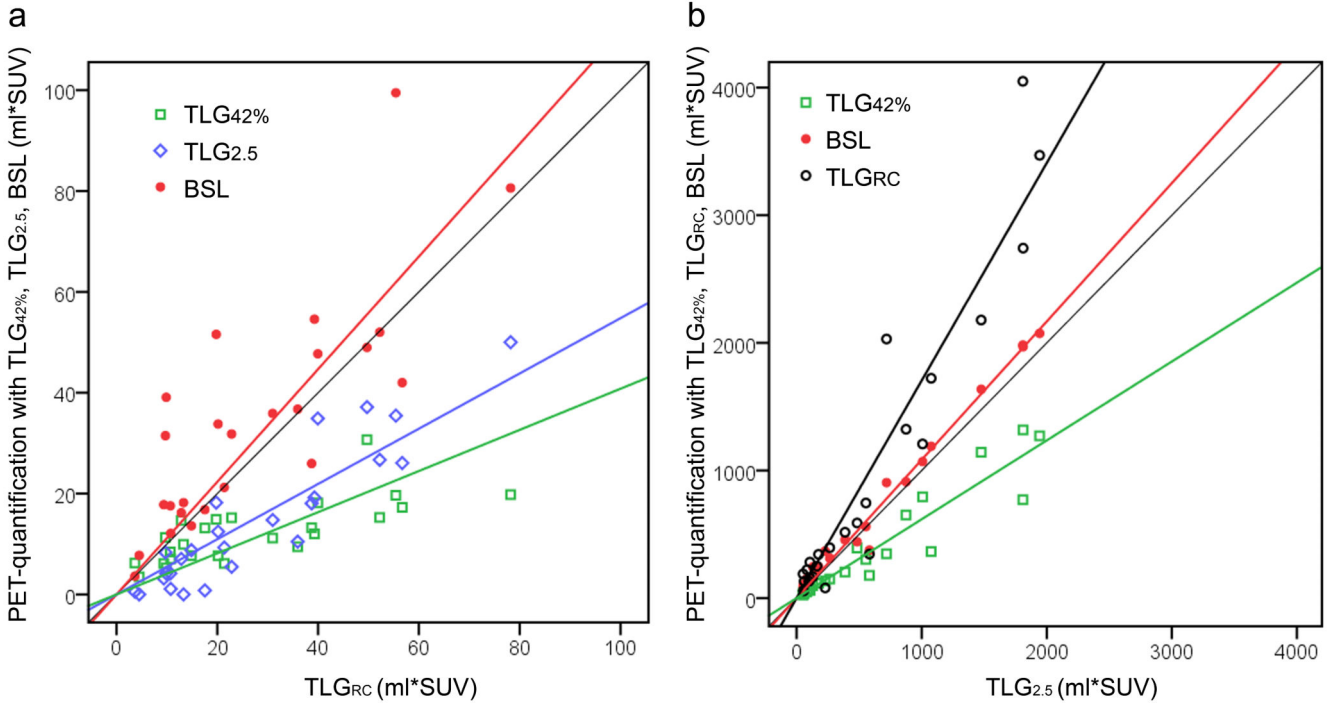 a
PET-quantification with TLG42%, TLG2.5, BSL (ml*SUV)
100
80
60
40
20
0
TLG42%
TLG2.5
BSL
0 20 40 60 80 100
TLGRC (ml*SUV)
b
PET-quantification with TLG42%, TLGRC, BSL (ml*SUV)
4000
3000
2000
1000
0
TLG42%
BSL
TLGRC
0 1000 2000 3000 4000
TLG2.5 (ml*SUV)